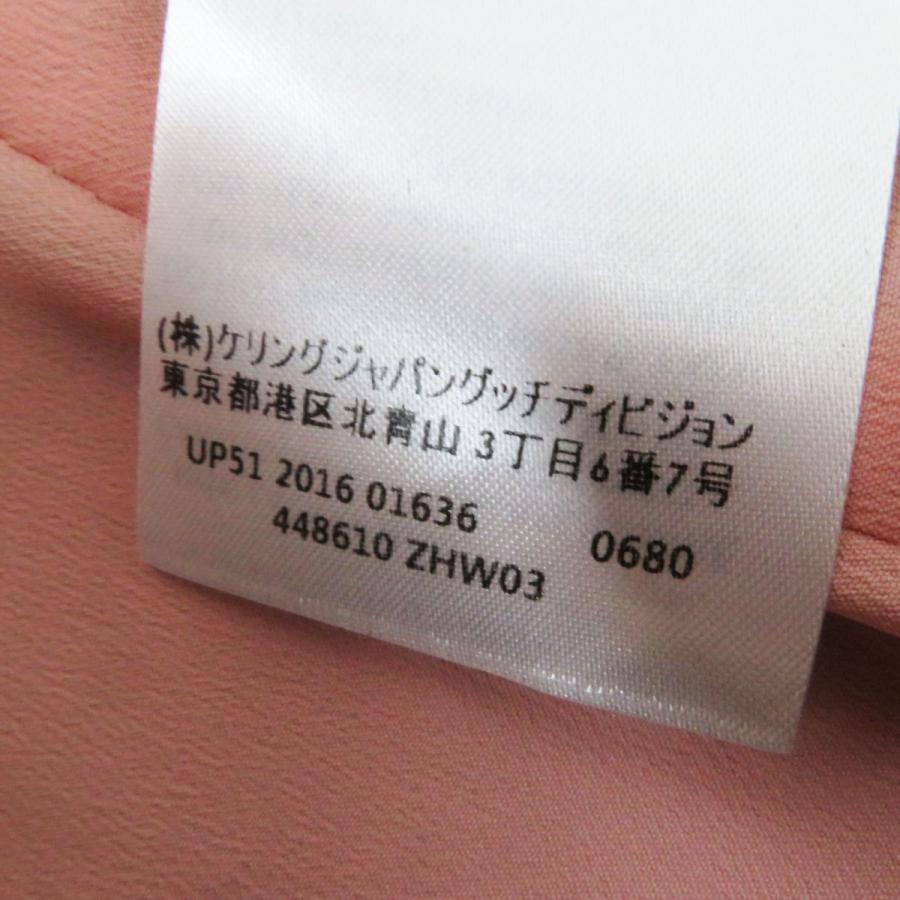 (株)ケリングジャパングッチディビジョン
東京都港区北青山 3丁目6番7号
UP51 2016 01636 0680
448610 ZHW03